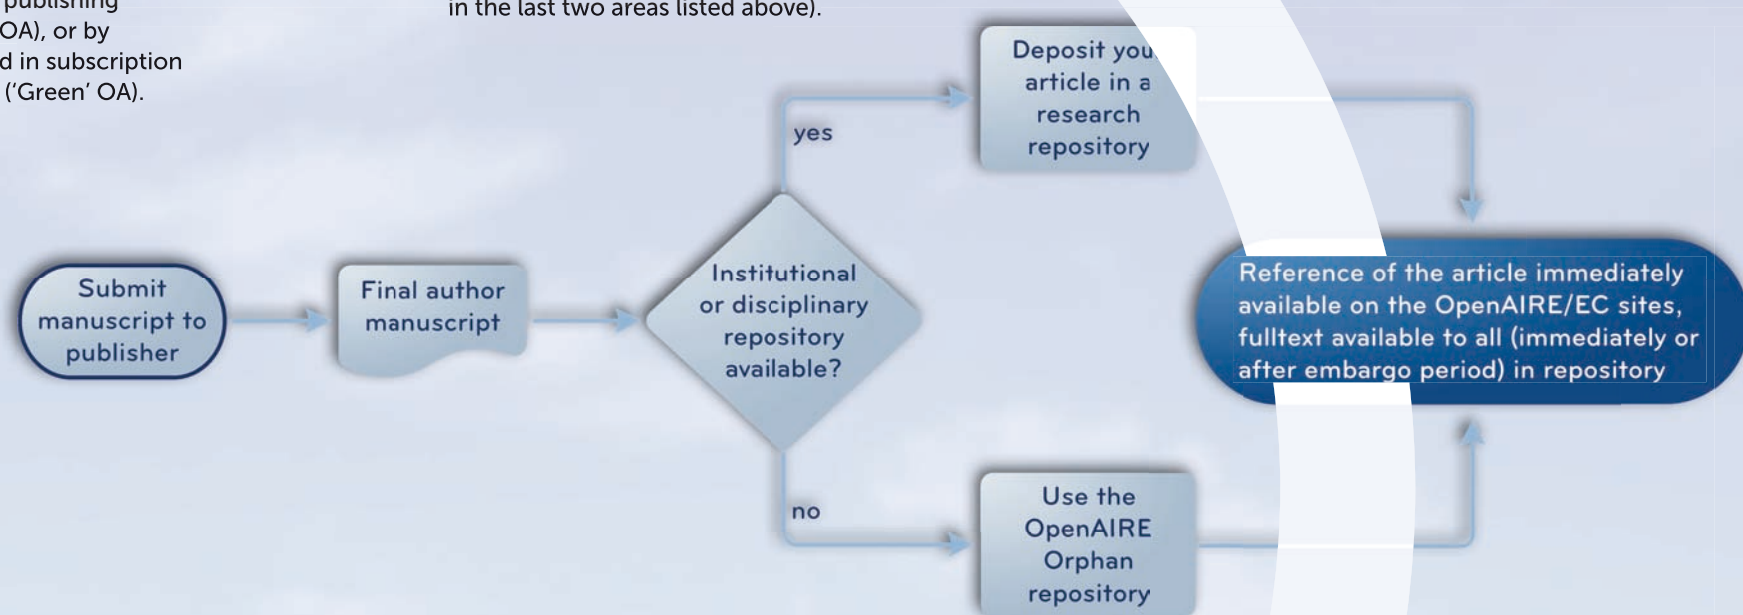 publishing
OA), or by
d in subscription
('Green' OA).
in the last two areas listed above).
Submit
manuscript to
publisher
Final author
manuscript
Institutional
or disciplinary
repository
available?
yes
Deposit you
article in a
research
repository
no
Use the
OpenAIRE
Orphan
repository
Reference of the article immediately
available on the OpenAIRE/EC sites,
fulltext available to all (immediately or
after embargo period) in repository